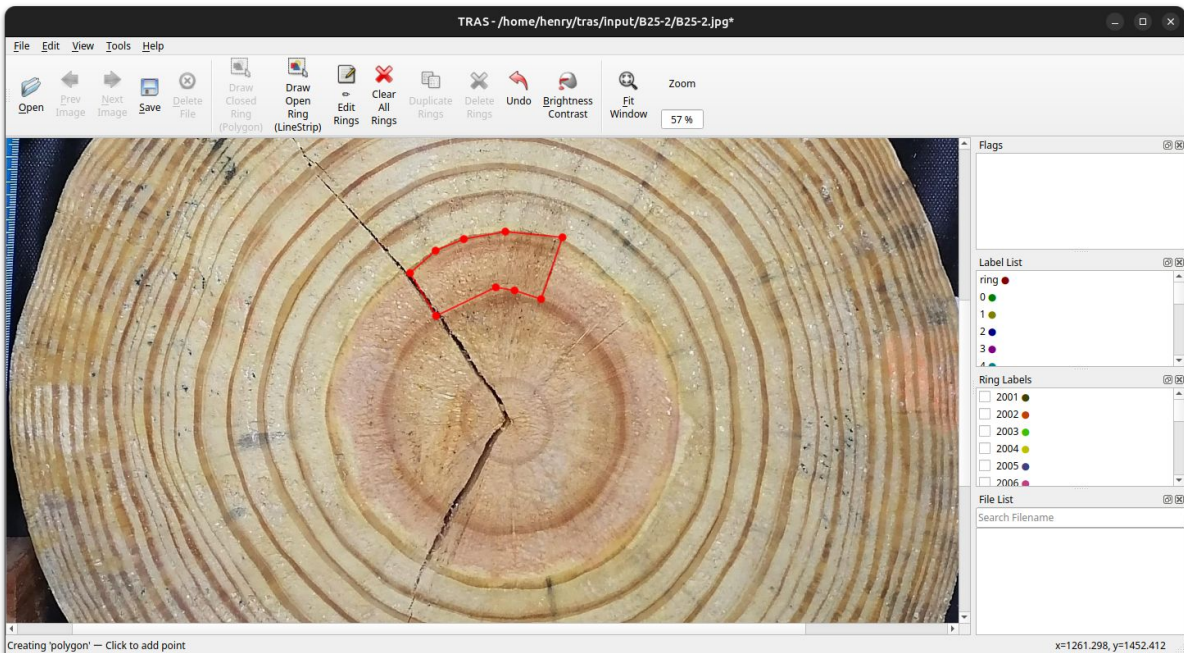 TRAS - /home/henry/tras/input/B25-2/B25-2.jpg*
File Edit View Tools Help
Open
Prev
Image
Next
Image
Save
Delete
File
Draw
Closed
Ring
(Polygon)
Draw
Open
Ring
(LineStrip)
Edit
Rings
Clear
All
Rings
Duplicate
Rings
Delete
Rings
Undo
Brightness
Contrast
Fit
Window
Zoom
57 %
Flags
Label List
ring
0
1
2
3
4
Ring Labels
2001
2002
2003
2004
2005
2006
File List
Search Filename
Creating 'polygon' — Click to add point
x=1261.298, y=1452.412